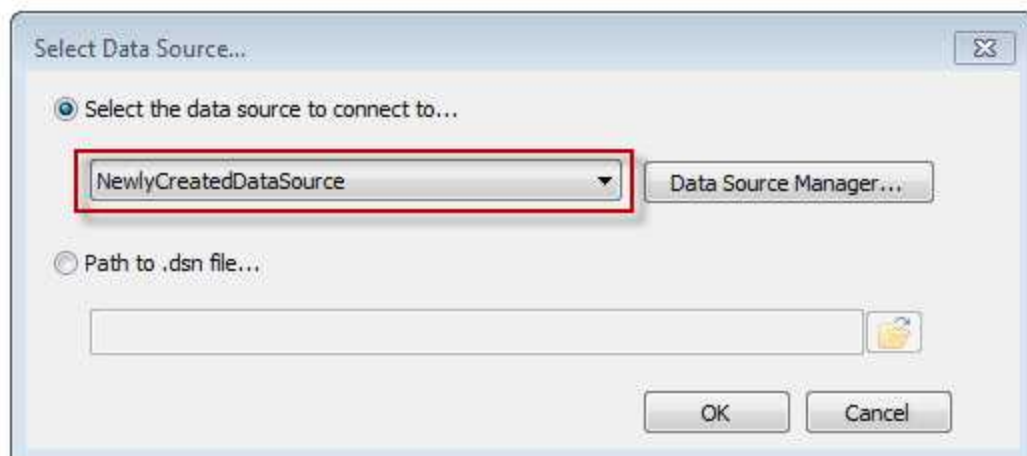 Select Data Source...
Select the data source to connect to...
NewlyCreatedDataSource
Data Source Manager...
Path to .dsn file...
OK
Cancel